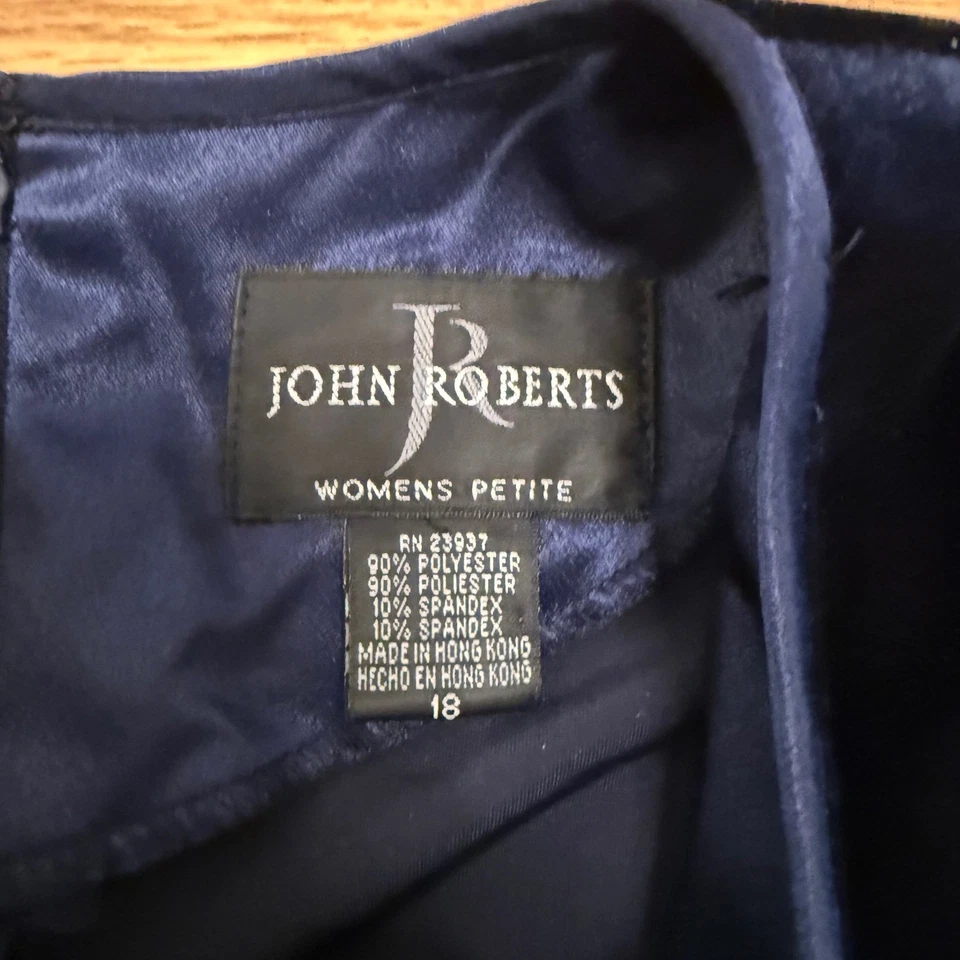 JR
JOHN ROBERTS
WOMENS PETITE
RN 23937
90% POLYESTER
90% POLIESTER
10% SPANDEX
10% SPANDEX
MADE IN HONG KONG
HECHO EN HONG KONG
18